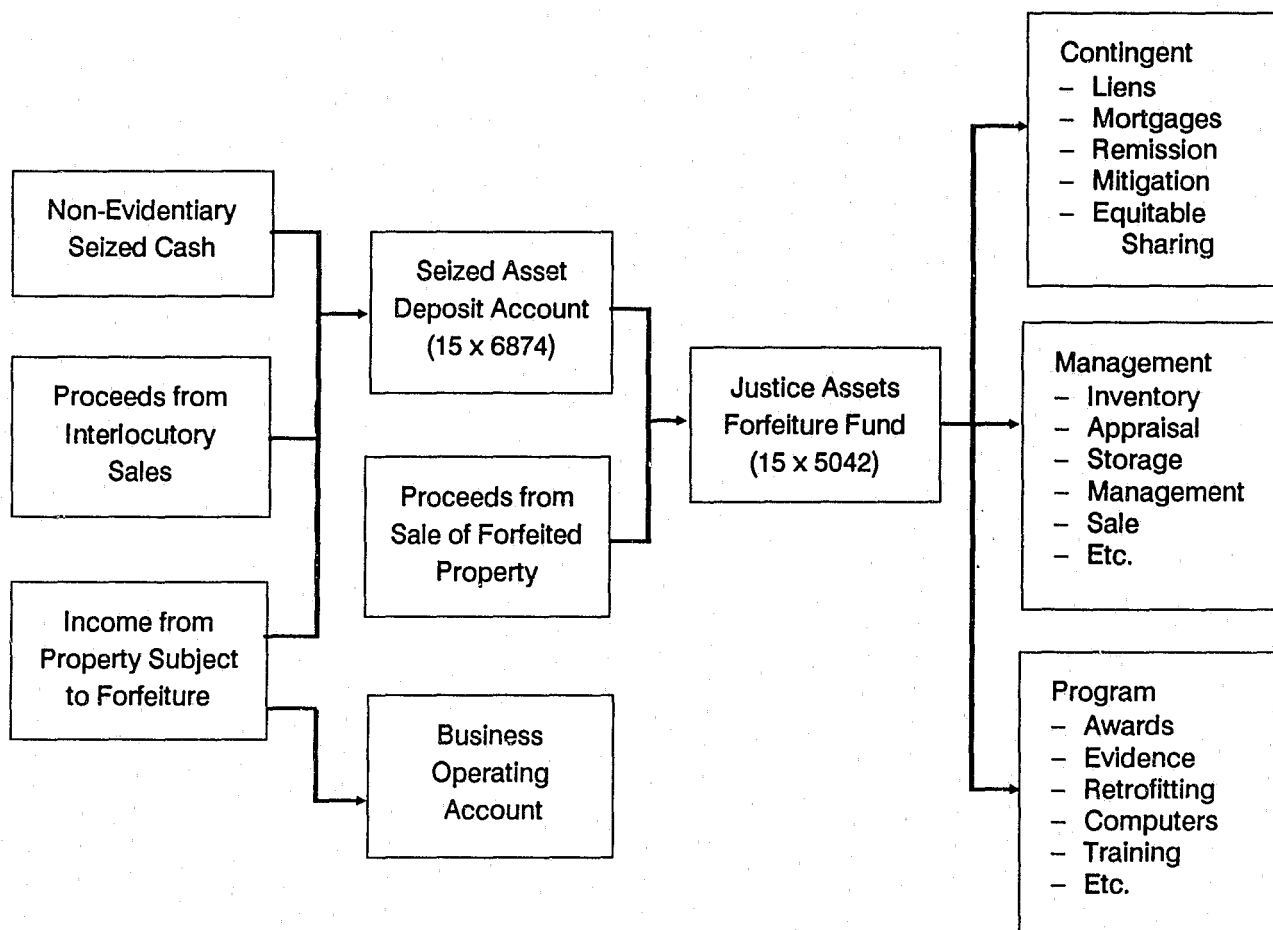 Non-Evidentiary
Seized Cash
Proceeds from
Interlocutory
Sales
Income from
Property Subject
to Forfeiture
Seized Asset
Deposit Account
(15 x 6874)
Proceeds from
Sale of Forfeited
Property
Business
Operating
Account
Justice Assets
Forfeiture Fund
(15 x 5042)
Contingent
– Liens
– Mortgages
– Remission
– Mitigation
– Equitable
Sharing
Management
– Inventory
– Appraisal
– Storage
– Management
– Sale
– Etc.
Program
– Awards
– Evidence
– Retrofitting
– Computers
– Training
– Etc.